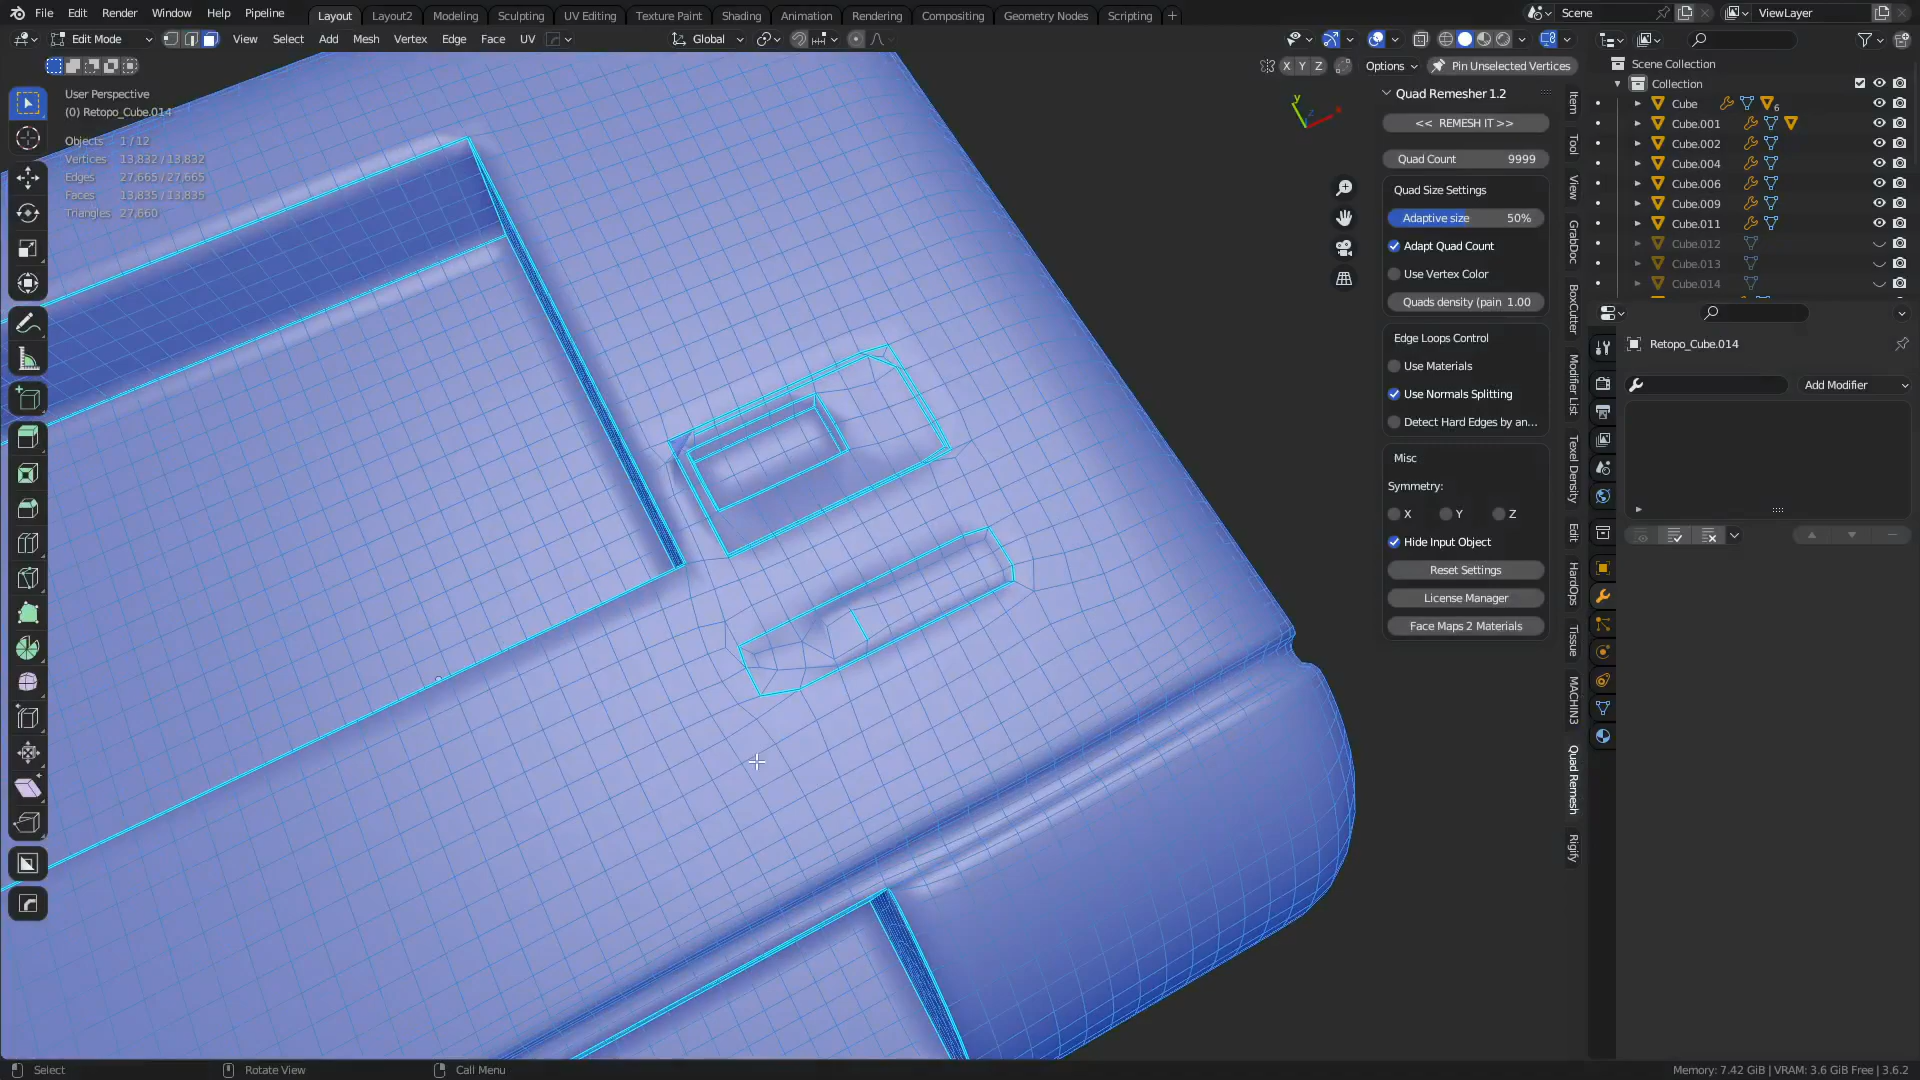 File Edit Render Window Help Pipeline
Layout Layout2 Modeling Sculpting UV Editing Texture Paint Shading Animation Rendering Compositing Geometry Nodes Scripting +
Scene
ViewLayer
Edit Mode View Select Add Mesh Vertex Edge Face UV
Global
X Y Z Options Pin Unselected Vertices
User Perspective
(0) Retopo_Cube.014
Objects 1 / 12
Vertices 13,832 / 13,832
Edges 27,665 / 27,665
Faces 13,835 / 13,835
Triangles 27,660
Quad Remesher 1.2
<< REMESH IT >>
Quad Count 9999
Quad Size Settings
Adaptive size 50%
Adapt Quad Count
Use Vertex Color
Quads density (pain 1.00
Edge Loops Control
Use Materials
Use Normals Splitting
Detect Hard Edges by an...
Misc
Symmetry:
X Y Z
Hide Input Object
Reset Settings
License Manager
Face Maps 2 Materials
Item
Tool
View
GrabDoc
BoxCutter
Modifier List
Texel Density
Edit
HardOps
Tissue
MACHIN3
Quad Remesh
Rigify
Scene Collection
Collection
Cube 6
Cube.001
Cube.002
Cube.004
Cube.006
Cube.009
Cube.011
Cube.012
Cube.013
Cube.014
Retopo_Cube.014
Add Modifier
Select
Rotate View
Call Menu
Memory: 7.42 GiB | VRAM: 3.6 GiB Free | 3.6.2